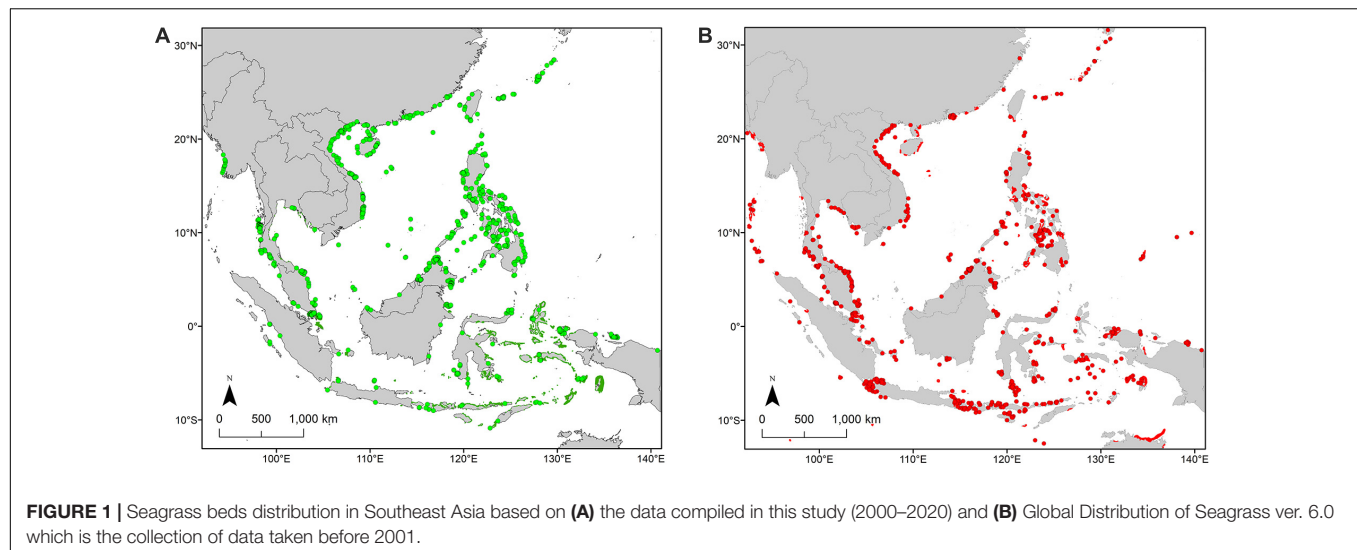 A
B
30°N
20°N
10°N
0°
10°S
N
0 500 1,000 km
100°E 110°E 120°E 130°E 140°E
30°N
20°N
10°N
0°
10°S
N
0 500 1,000 km
100°E 110°E 120°E 130°E 140°E
FIGURE 1 | Seagrass beds distribution in Southeast Asia based on (A) the data compiled in this study (2000–2020) and (B) Global Distribution of Seagrass ver. 6.0
which is the collection of data taken before 2001.